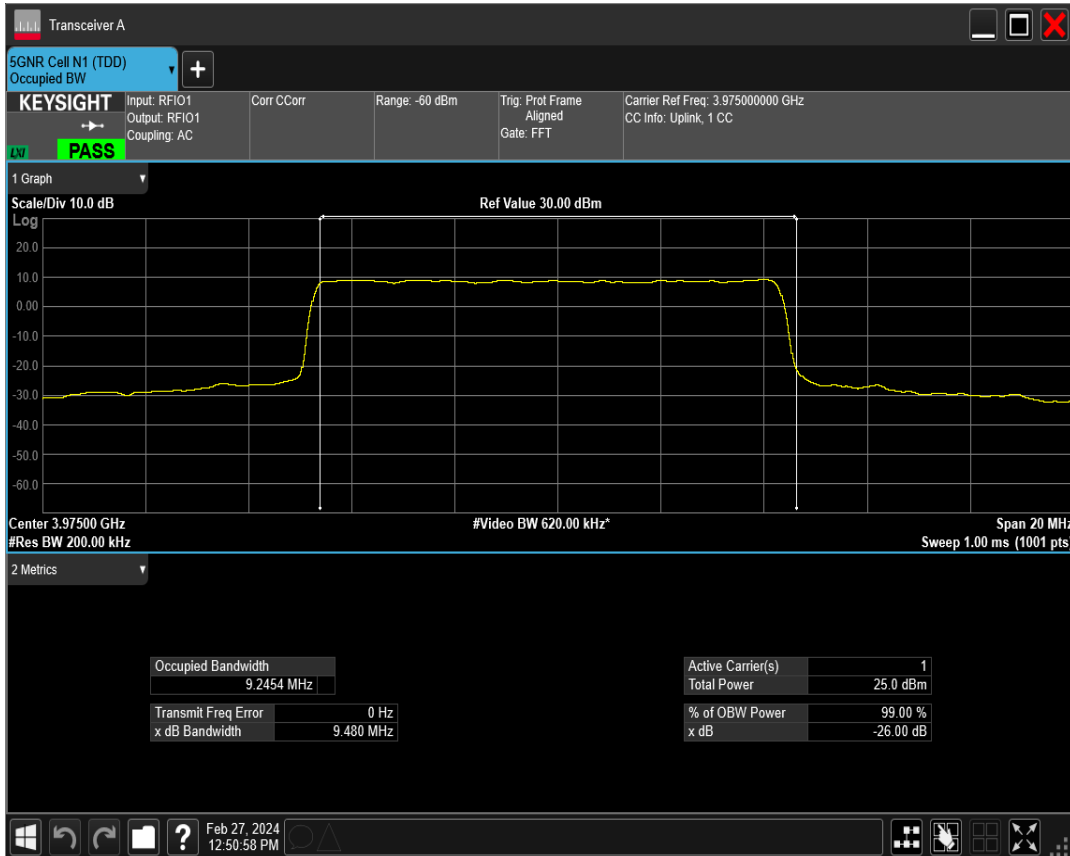 Transceiver A
5GNR Cell N1 (TDD)
Occupied BW
+
KEYSIGHT
LXI
PASS
Input: RFIO1
Output: RFIO1
Coupling: AC
Corr CCorr
Range: -60 dBm
Trig: Prot Frame
Aligned
Gate: FFT
Carrier Ref Freq: 3.975000000 GHz
CC Info: Uplink, 1 CC
1 Graph
Scale/Div 10.0 dB
Ref Value 30.00 dBm
Log
20.0
10.0
0.00
-10.0
-20.0
-30.0
-40.0
-50.0
-60.0
Center 3.97500 GHz
#Video BW 620.00 kHz*
Span 20 MHz
#Res BW 200.00 kHz
Sweep 1.00 ms (1001 pts)
2 Metrics
Occupied Bandwidth
9.2454 MHz
Transmit Freq Error 0 Hz
x dB Bandwidth 9.480 MHz
Active Carrier(s) 1
Total Power 25.0 dBm
% of OBW Power 99.00 %
x dB -26.00 dB
?
Feb 27, 2024
12:50:58 PM